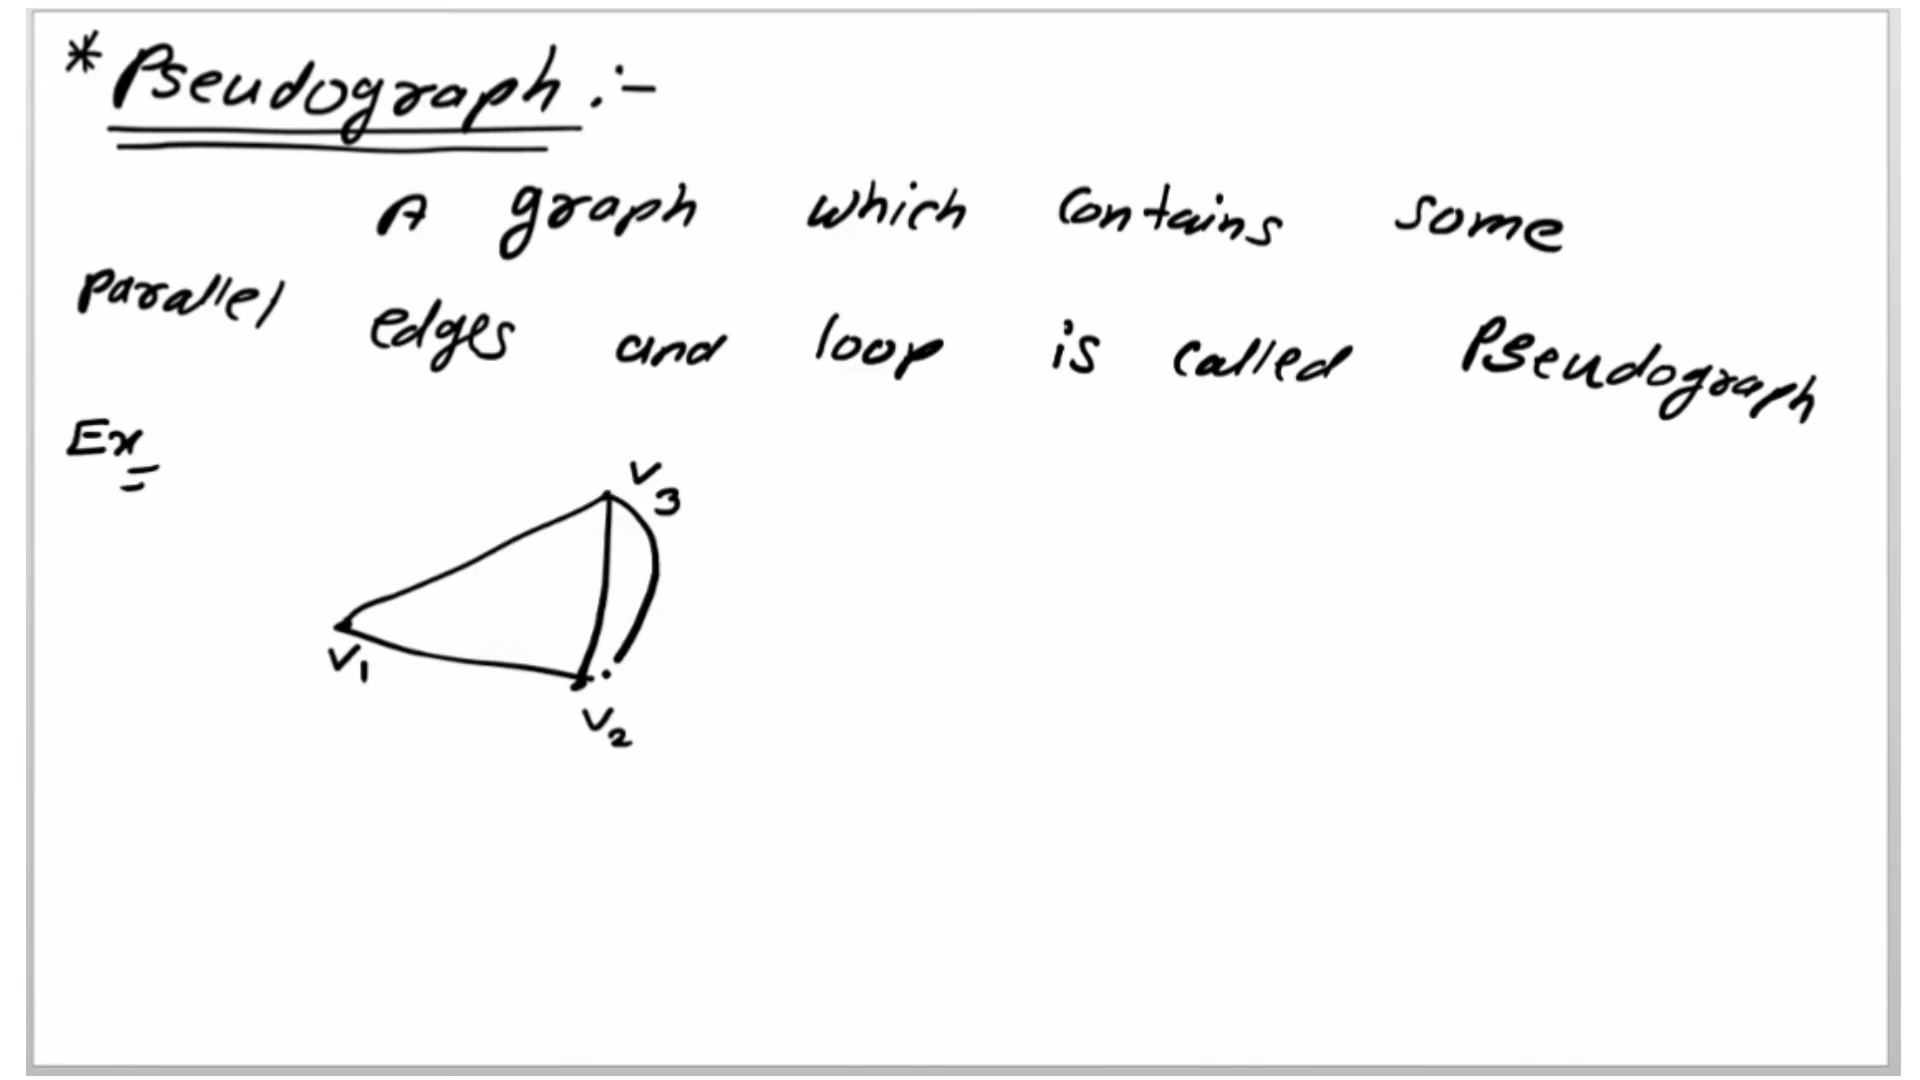 * Pseudograph :-
A graph which contains some
parallel edges and loop is called Pseudograph
Ex
V3
V1
V2